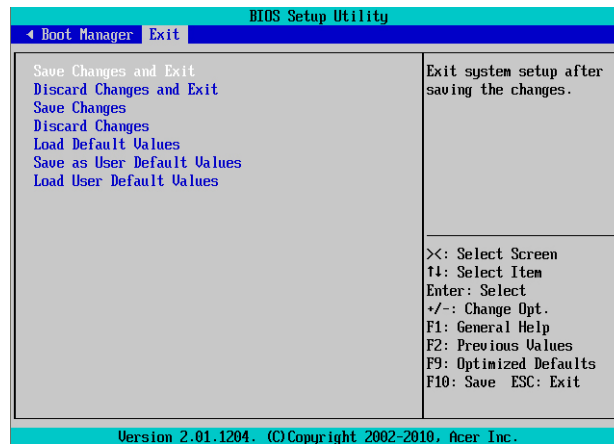 BIOS Setup Utility
Boot Manager Exit
Save Changes and Exit
Discard Changes and Exit
Save Changes
Discard Changes
Load Default Values
Save as User Default Values
Load User Default Values
Exit system setup after
saving the changes.
><: Select Screen
↑↓: Select Item
Enter: Select
+/-: Change Opt.
F1: General Help
F2: Previous Values
F9: Optimized Defaults
F10: Save ESC: Exit
Version 2.01.1204. (C)Copyright 2002-2010, Acer Inc.